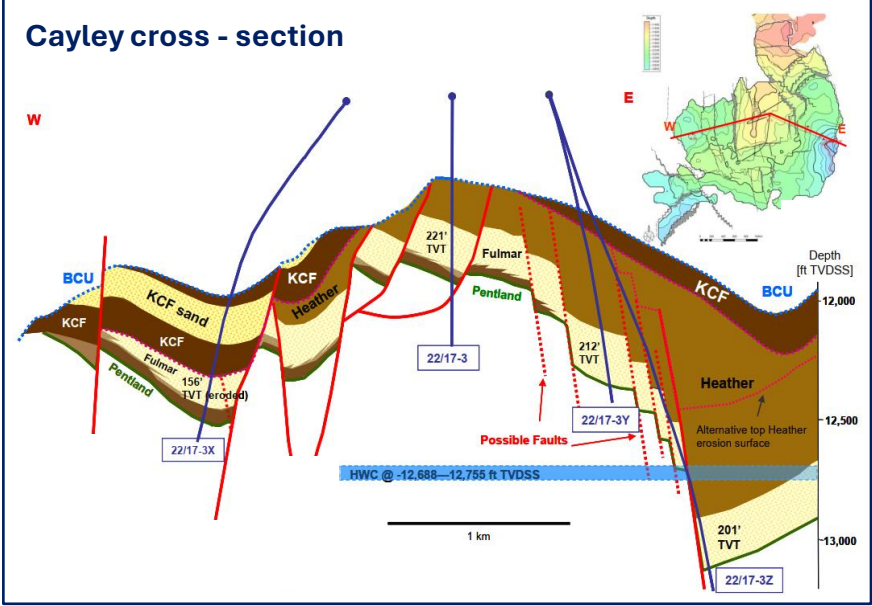 Cayley cross - section
Depth
W
E
W
E
Depth
[ft TVDSS]
BCU
KCF sand
KCF
KCF
KCF
Heather
Fulmar
Pentland
156'
TVT (eroded)
22/17-3X
221'
TVT
Fulmar
Pentland
22/17-3
KCF
BCU
212'
TVT
22/17-3Y
Possible Faults
Heather
Alternative top Heather
erosion surface
HWC @ -12,688—12,755 ft TVDSS
201'
TVT
22/17-3Z
1 km
12,000
12,500
13,000